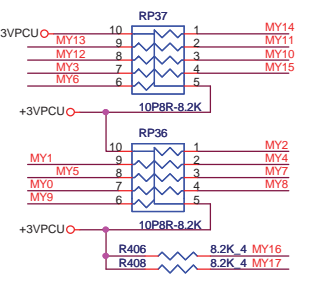 RP37
3VPCU 10 1 MY14
MY13 9 2 MY11
MY12 8 3 MY10
MY3 7 4 MY15
MY6 6 5
+3VPCU 10P8R-8.2K
RP36
10 1 MY2
MY1 9 2 MY4
MY5 8 3 MY7
MY0 7 4 MY8
MY9 6 5
+3VPCU 10P8R-8.2K
R406 8.2K_4 MY16
R408 8.2K_4 MY17